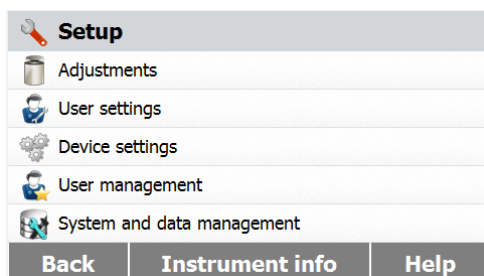 Setup
Adjustments
User settings
Device settings
User management
System and data management
Back Instrument info Help